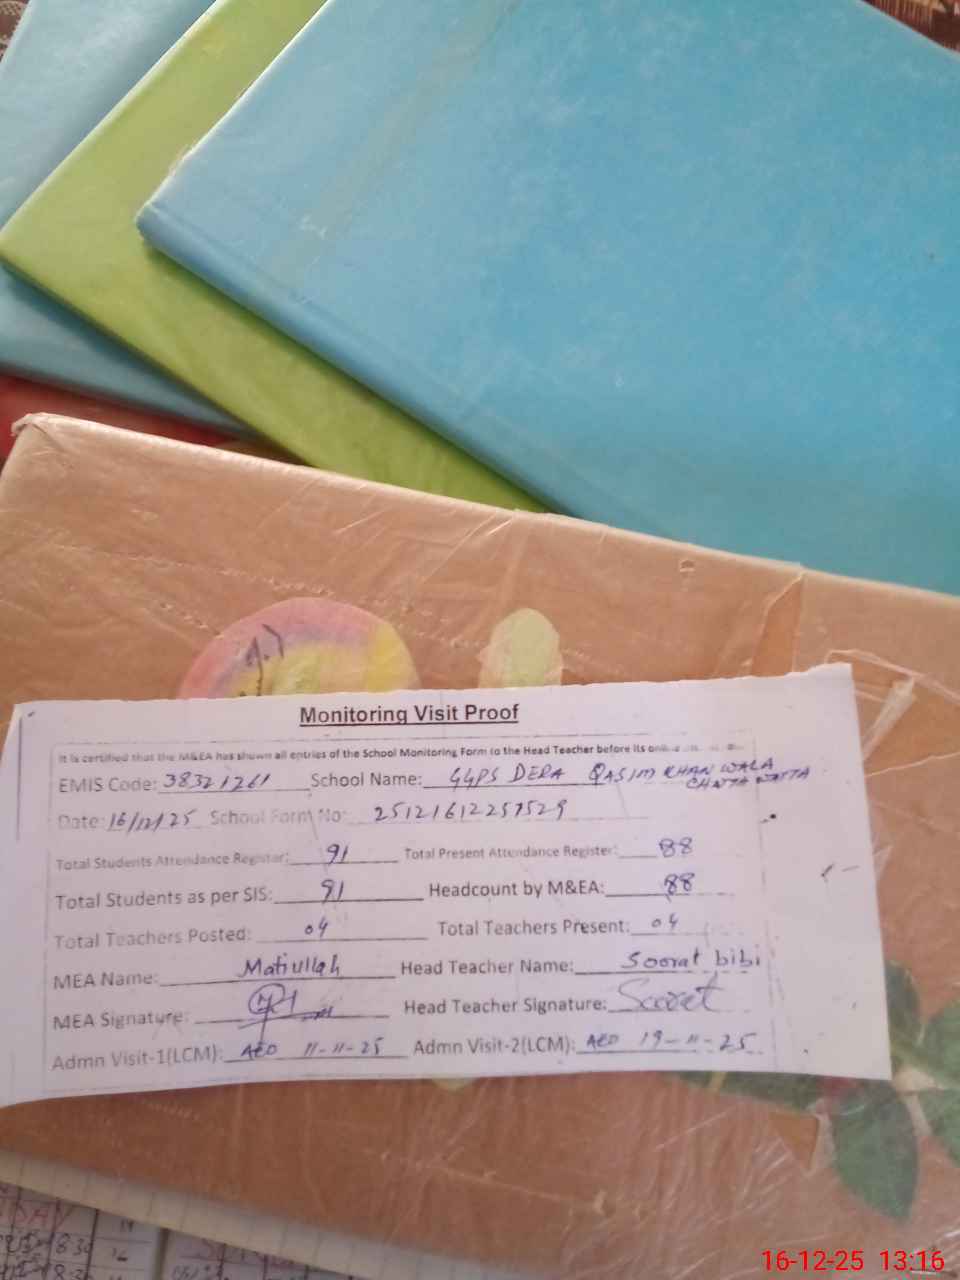 Monitoring Visit Proof
It is certified that the M&EA has shown all entries of the School Monitoring Form to the Head Teacher before its
EMIS Code: 38321261 School Name: GGPS DERA QASIM KHAN WALA
CHATTA WATTA
Date: 16/12/25 School Form No: 25121612257529
Total Students Attendance Register: 91 Total Present Attendance Register: 88
Total Students as per SIS: 91 Headcount by M&EA: 88
Total Teachers Posted: 04 Total Teachers Present: 04
MEA Name: Matiullah Head Teacher Name: Soorat bibi
MEA Signature: Head Teacher Signature: Soorat
Admn Visit-1(LCM): AEO 11-11-25 Admn Visit-2(LCM): AEO 19-11-25
DAY
8:30
8:30
16-12-25 13:16